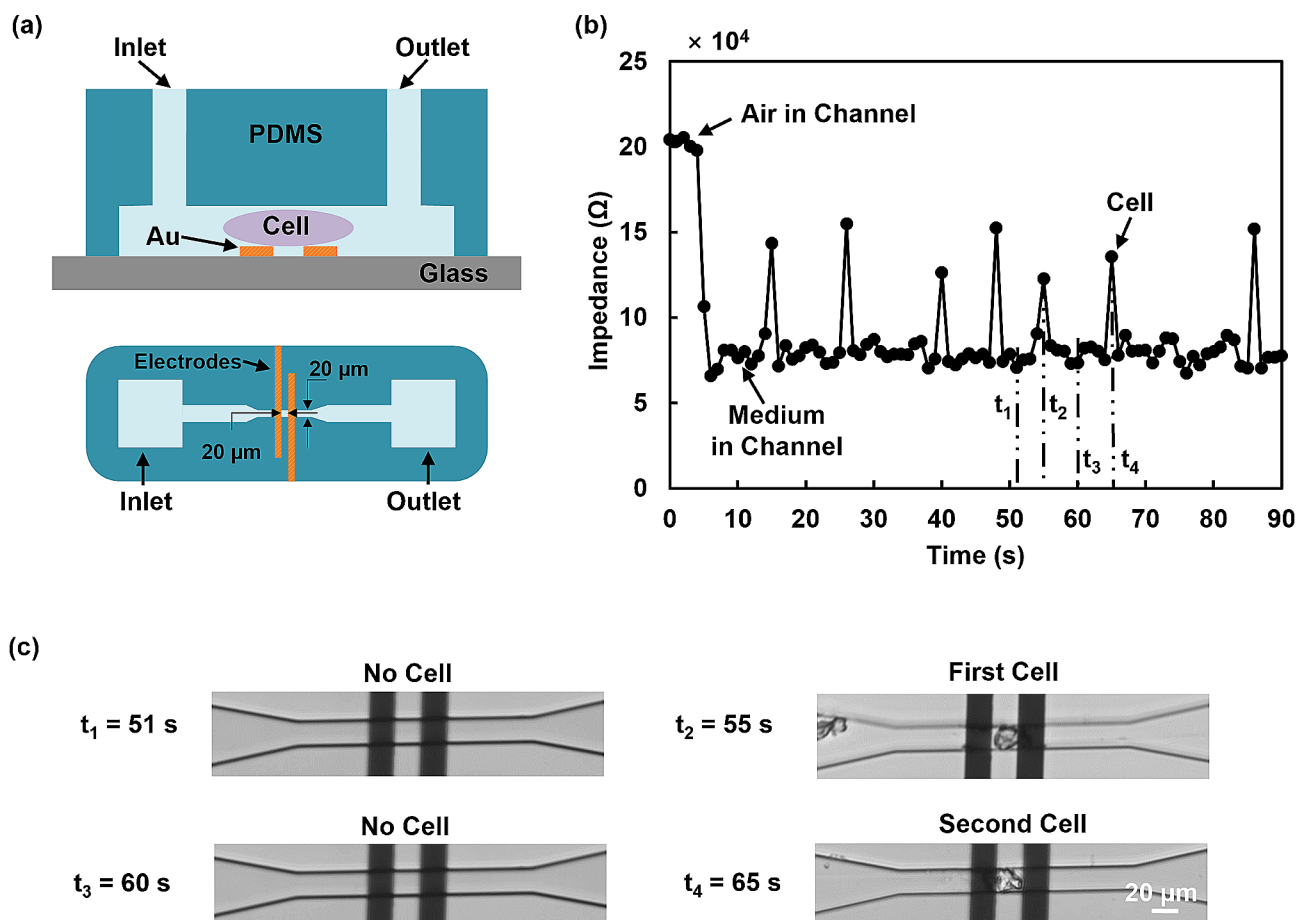 (a)
Inlet
Outlet
PDMS
Cell
Au
Glass
Electrodes
20 μm
20 μm
Inlet
Outlet
(b)
× 10⁴
25
20
15
10
5
0
Impedance (Ω)
Air in Channel
Cell
Medium
in Channel
t₁
t₂
t₃
t₄
0 10 20 30 40 50 60 70 80 90
Time (s)
(c)
No Cell
t₁ = 51 s
First Cell
t₂ = 55 s
No Cell
t₃ = 60 s
Second Cell
t₄ = 65 s
20 μm